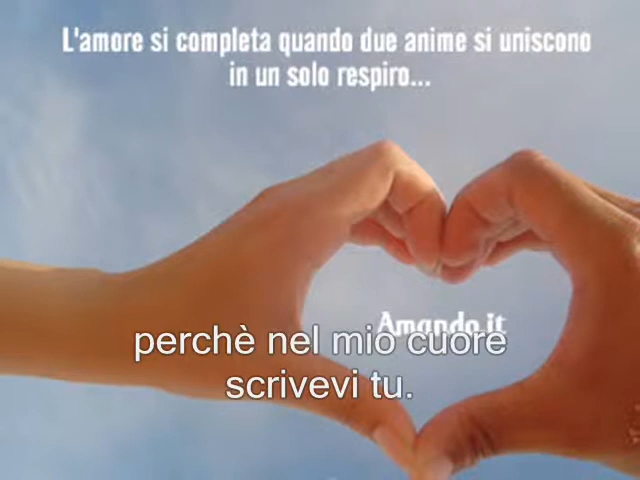 L'amore si completa quando due anime si uniscono
in un solo respiro...
Amando.it
perchè nel mio cuore
scrivevi tu.